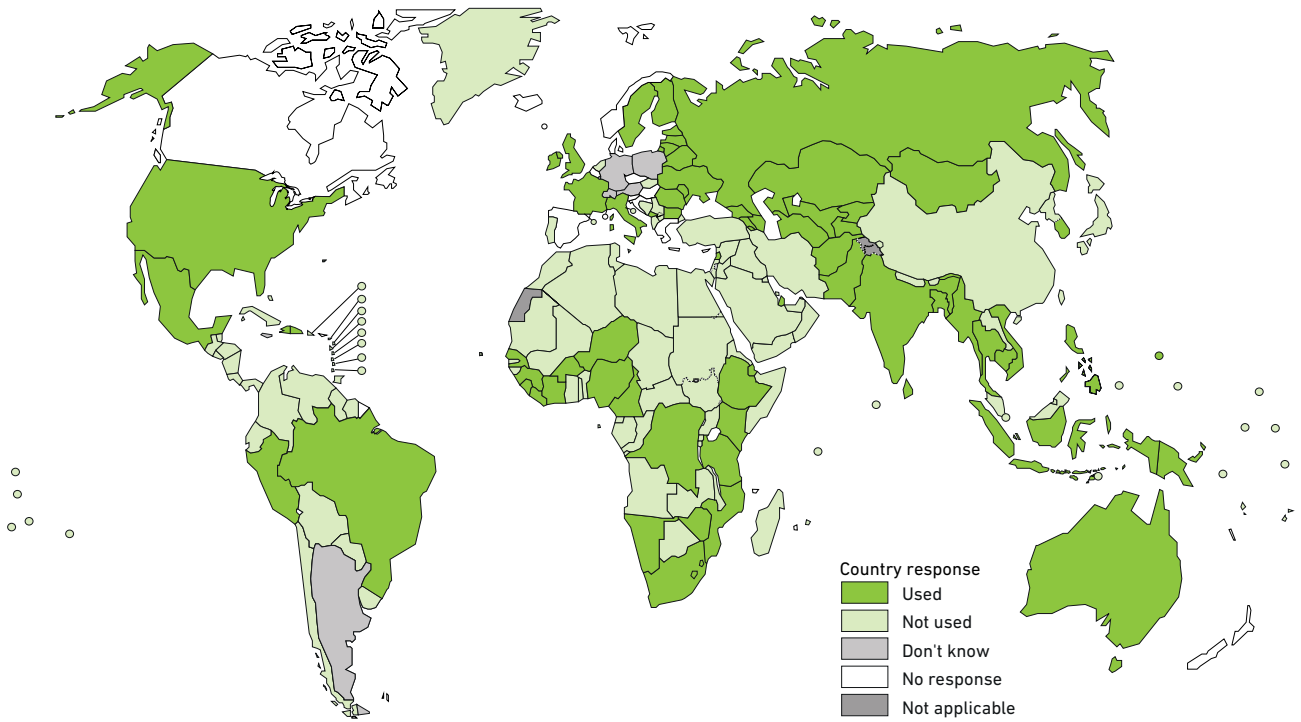 Country response
Used
Not used
Don't know
No response
Not applicable